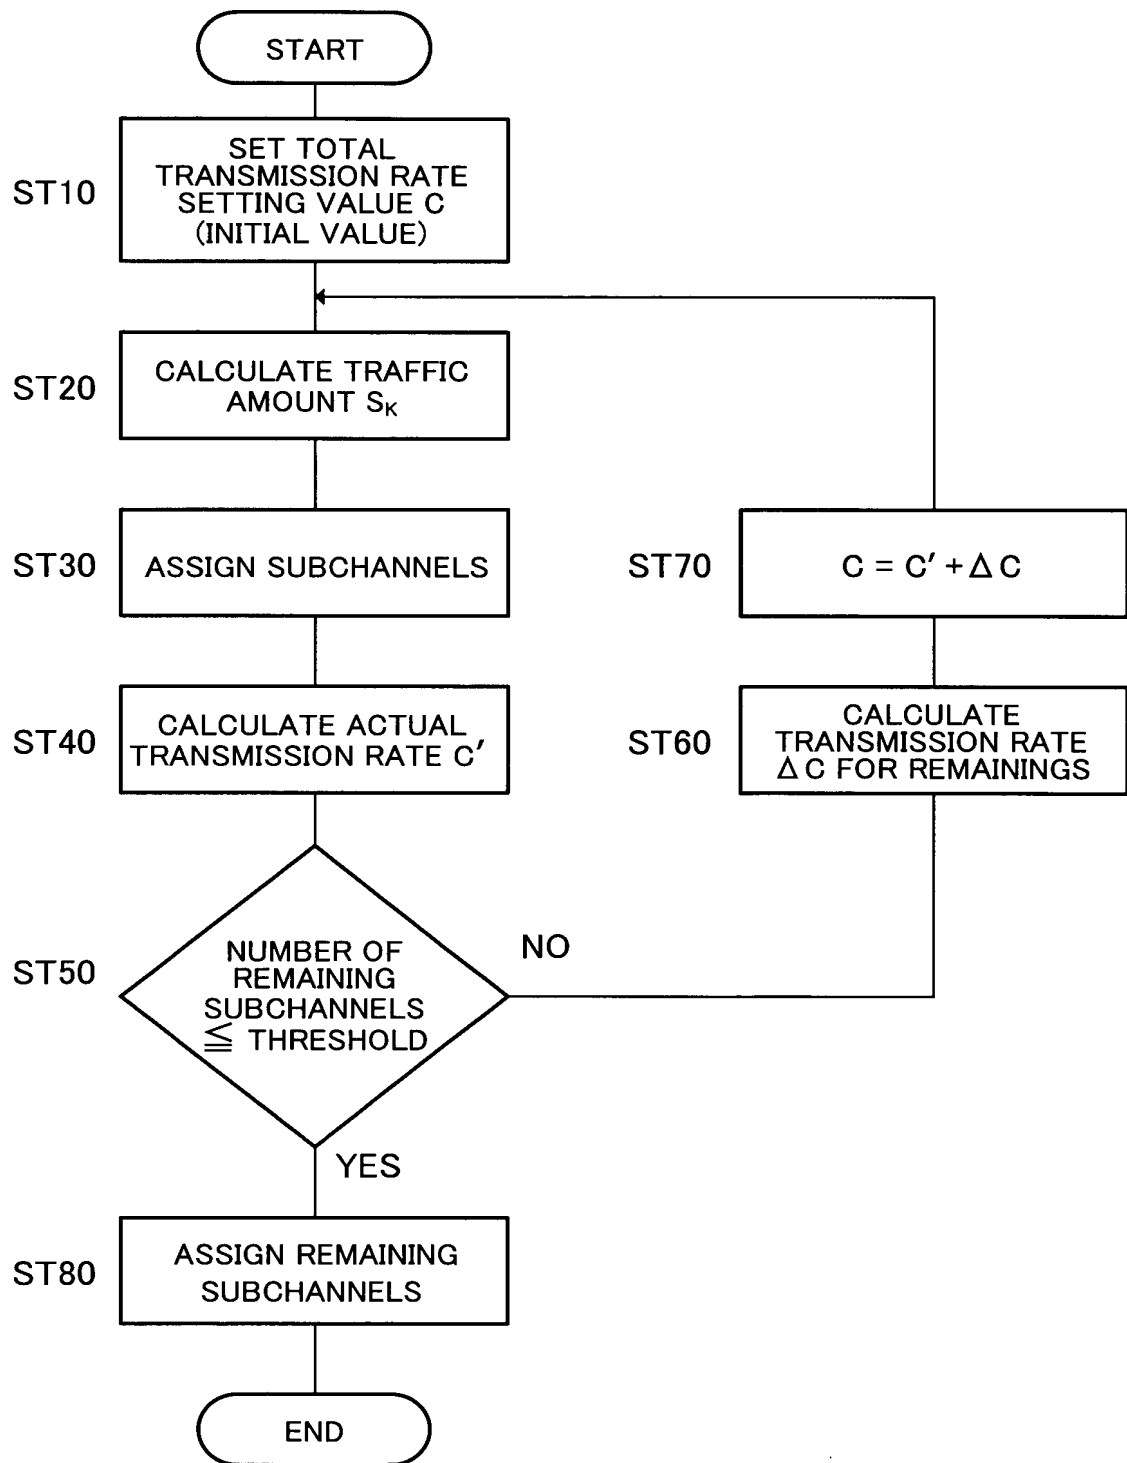 START
ST10
SET TOTAL
TRANSMISSION RATE
SETTING VALUE C
(INITIAL VALUE)
ST20
CALCULATE TRAFFIC
AMOUNT Sₖ
ST30
ASSIGN SUBCHANNELS
ST70
C = C′ + Δ C
ST40
CALCULATE ACTUAL
TRANSMISSION RATE C′
ST60
CALCULATE
TRANSMISSION RATE
Δ C FOR REMAININGS
ST50
NUMBER OF
REMAINING
SUBCHANNELS
≦ THRESHOLD
NO
YES
ST80
ASSIGN REMAINING
SUBCHANNELS
END